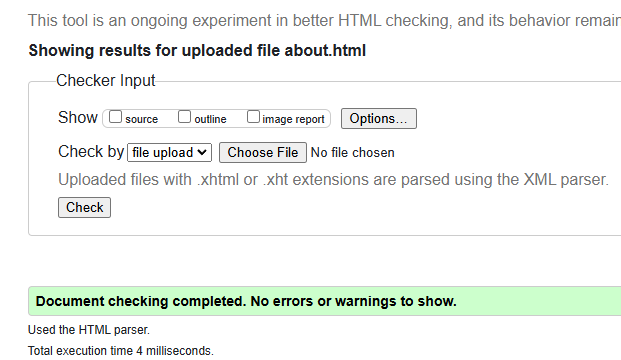 This tool is an ongoing experiment in better HTML checking, and its behavior remain
Showing results for uploaded file about.html
Checker Input
Show source outline image report Options...
Check by file upload Choose File No file chosen
Uploaded files with .xhtml or .xht extensions are parsed using the XML parser.
Check
Document checking completed. No errors or warnings to show.
Used the HTML parser.
Total execution time 4 milliseconds.